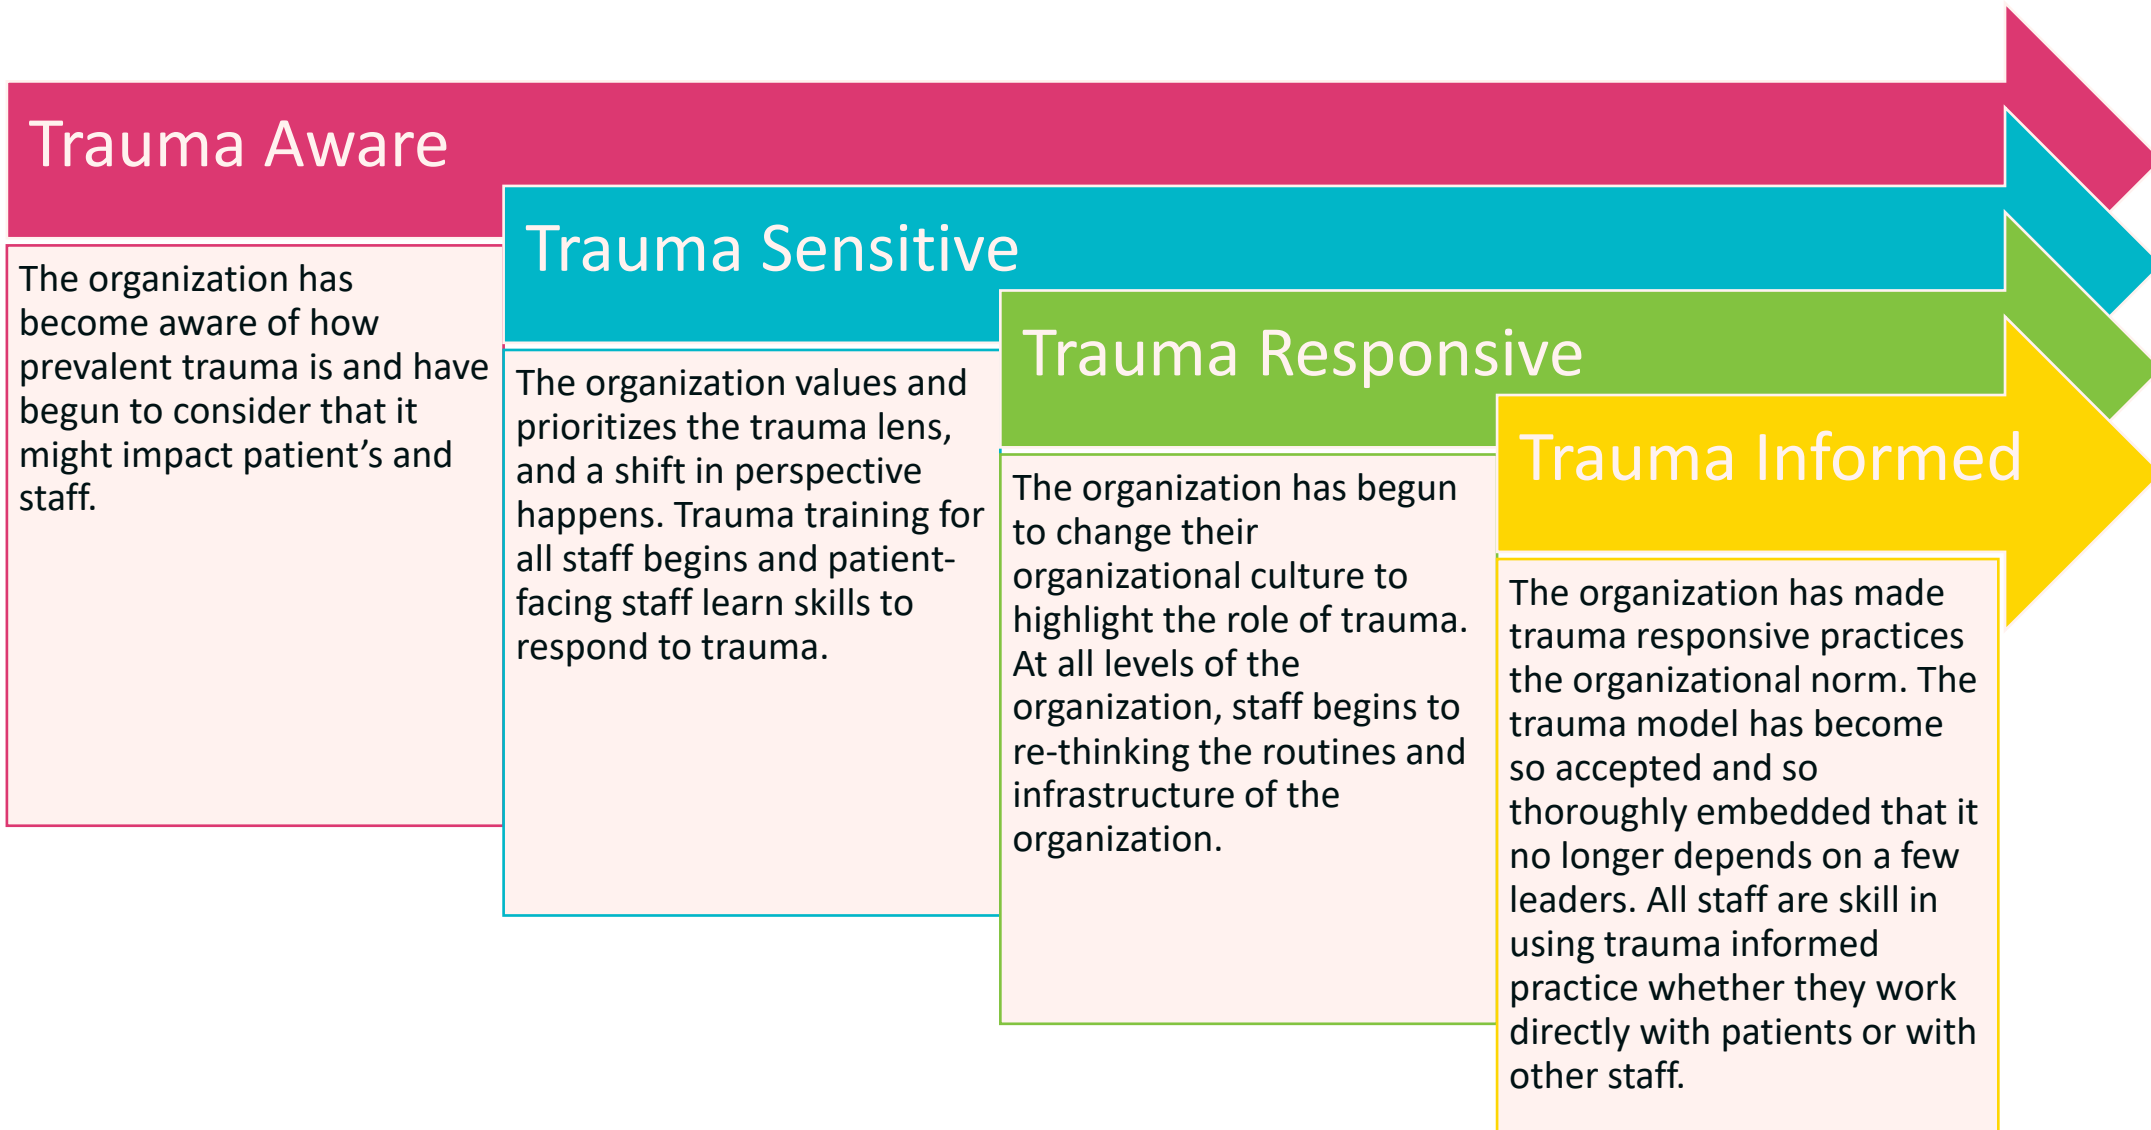 Trauma Aware
The organization has
become aware of how
prevalent trauma is and have
begun to consider that it
might impact patient’s and
staff.
Trauma Sensitive
The organization values and
prioritizes the trauma lens,
and a shift in perspective
happens. Trauma training for
all staff begins and patient-
facing staff learn skills to
respond to trauma.
Trauma Responsive
The organization has begun
to change their
organizational culture to
highlight the role of trauma.
At all levels of the
organization, staff begins to
re-thinking the routines and
infrastructure of the
organization.
Trauma Informed
The organization has made
trauma responsive practices
the organizational norm. The
trauma model has become
so accepted and so
thoroughly embedded that it
no longer depends on a few
leaders. All staff are skill in
using trauma informed
practice whether they work
directly with patients or with
other staff.